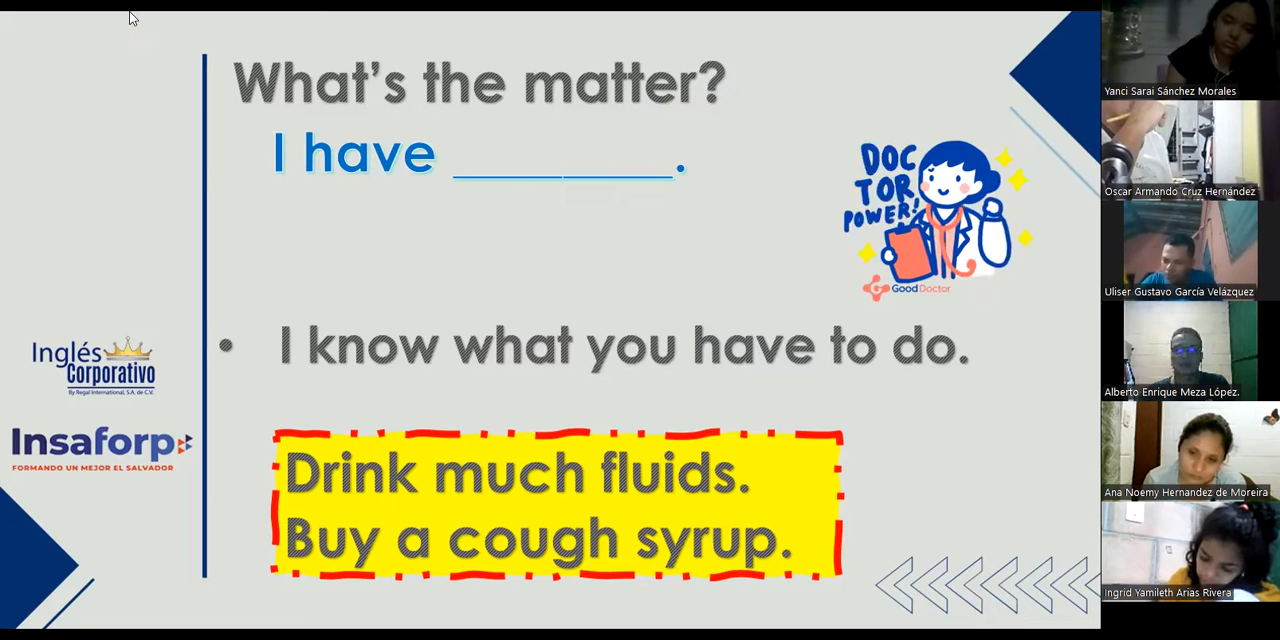 What's the matter?
I have _________.
DOC
TOR
POWER!
Good Doctor
• I know what you have to do.
Drink much fluids.
Buy a cough syrup.
Inglés
Corporativo
By Regal International, S.A. de C.V.
Insaforp
FORMANDO UN MEJOR EL SALVADOR
Yanci Sarai Sánchez Morales
Oscar Armando Cruz Hernández
Uliser Gustavo García Velázquez
Alberto Enrique Meza López.
Ana Noemy Hernandez de Moreira
Ingrid Yamileth Arias Rivera